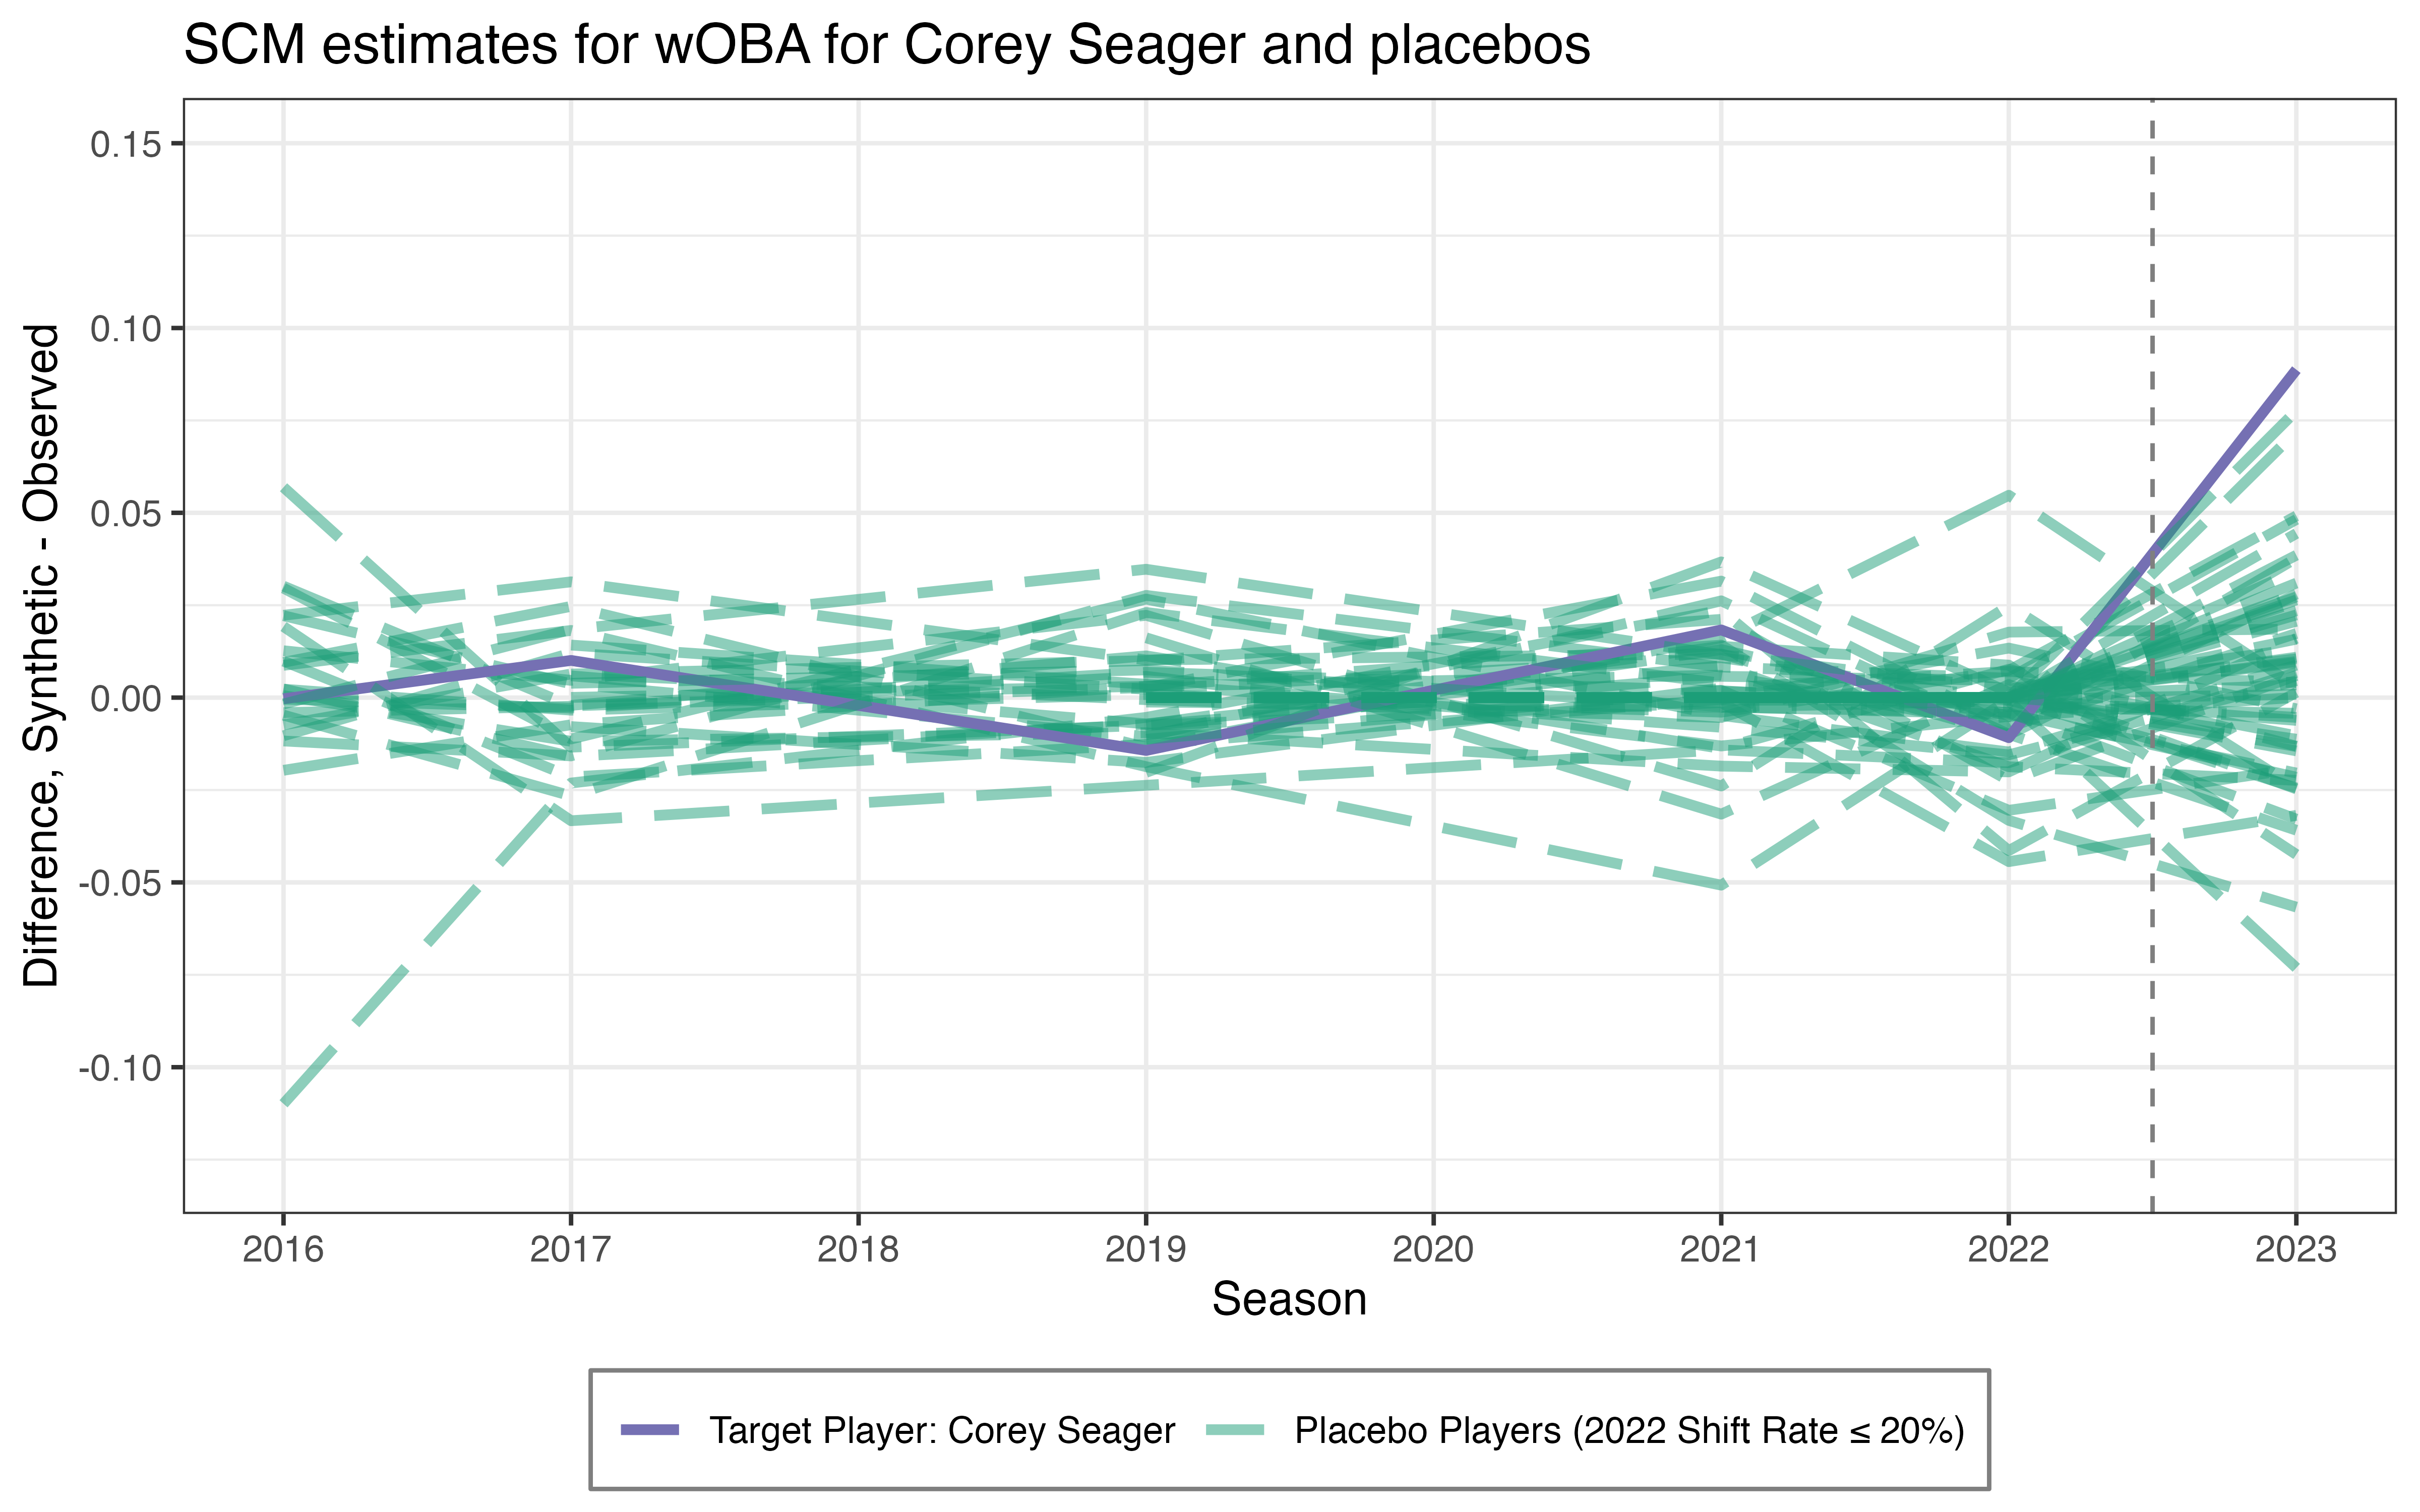 SCM estimates for wOBA for Corey Seager and placebos
Difference, Synthetic - Observed
0.15
0.10
0.05
0.00
-0.05
-0.10
2016 2017 2018 2019 2020 2021 2022 2023
Season
Target Player: Corey Seager Placebo Players (2022 Shift Rate ≤ 20%)